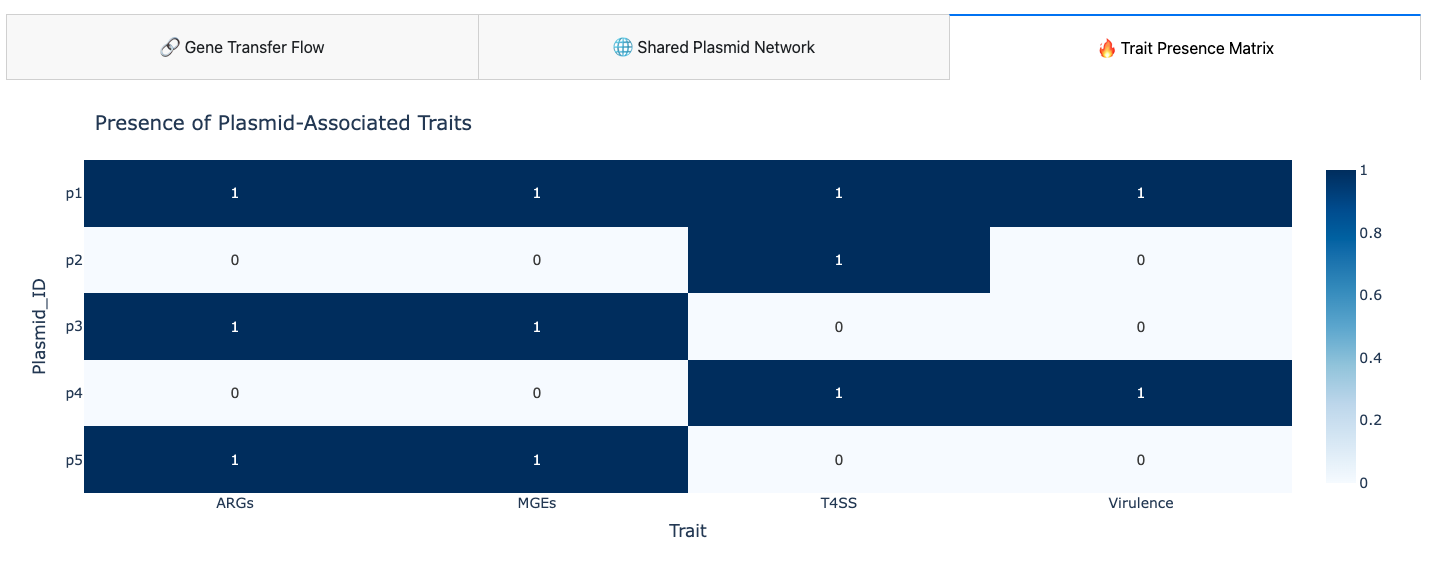 🔗 Gene Transfer Flow
🌐 Shared Plasmid Network
🔥 Trait Presence Matrix
Presence of Plasmid-Associated Traits
Plasmid_ID
p1 1 1 1 1
p2 0 0 1 0
p3 1 1 0 0
p4 0 0 1 1
p5 1 1 0 0
ARGs MGEs T4SS Virulence
Trait
1
0.8
0.6
0.4
0.2
0